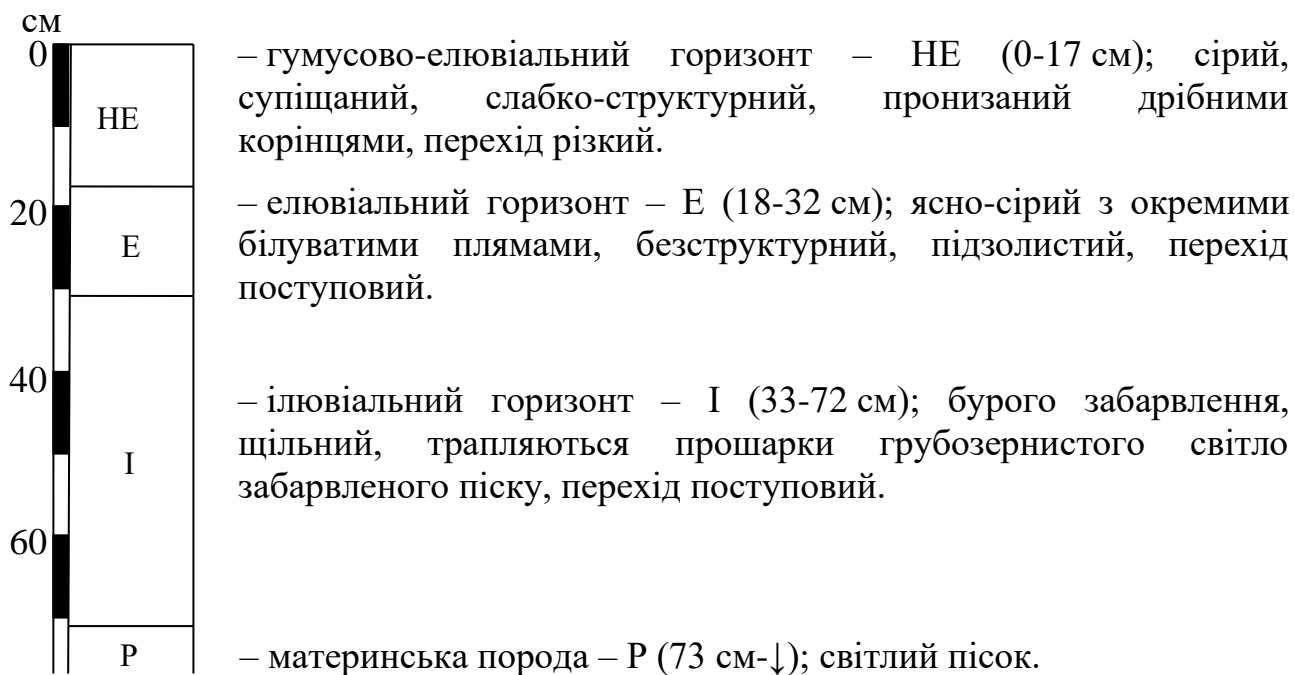 см
0
– гумусово-елювіальний горизонт – НЕ (0-17 см); сірий,
супіщаний, слабко-структурний, пронизаний дрібними
НЕ
корінцями, перехід різкий.
20
– елювіальний горизонт – Е (18-32 см); ясно-сірий з окремими
Е
білуватими плямами, безструктурний, підзолистий, перехід
поступовий.
40
– ілювіальний горизонт – І (33-72 см); бурого забарвлення,
щільний, трапляються прошарки грубозернистого світло
І
забарвленого піску, перехід поступовий.
60
Р
– материнська порода – Р (73 см-↓); світлий пісок.